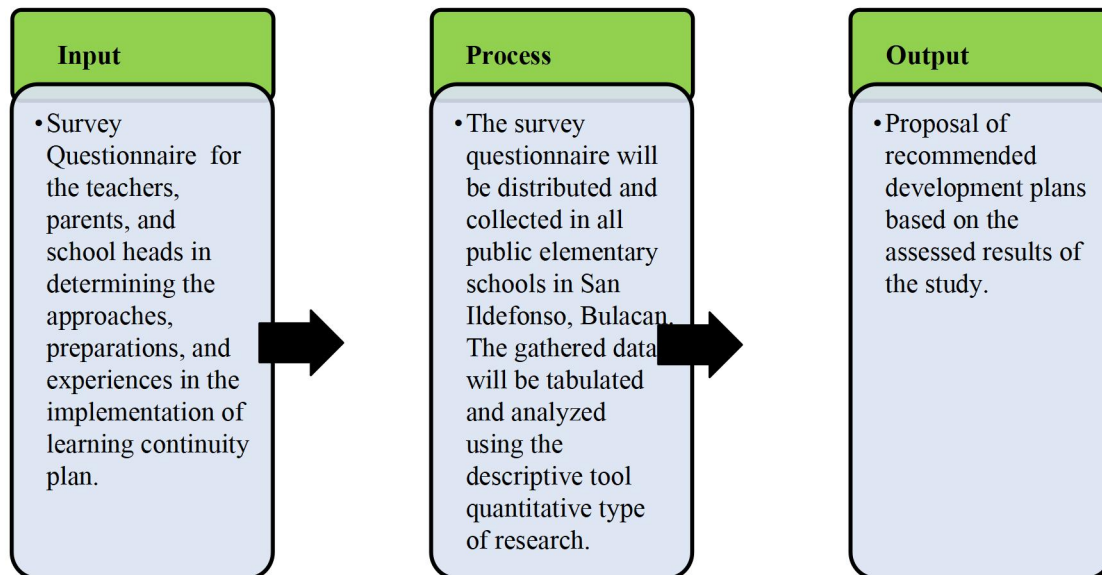 Input
•Survey
Questionnaire for
the teachers,
parents, and
school heads in
determining the
approaches,
preparations, and
experiences in the
implementation of
learning continuity
plan.
Process
•The survey
questionnaire will
be distributed and
collected in all
public elementary
schools in San
Ildefonso, Bulacan.
The gathered data
will be tabulated
and analyzed
using the
descriptive tool
quantitative type
of research.
Output
•Proposal of
recommended
development plans
based on the
assessed results of
the study.